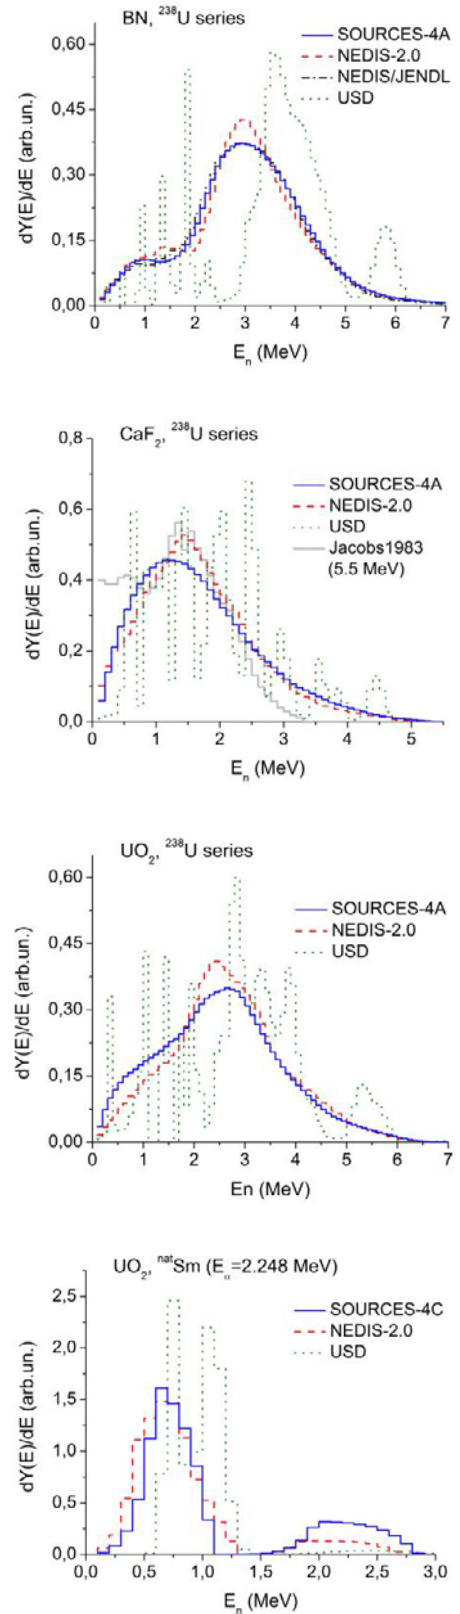 BN, ²³⁸U series
SOURCES-4A
NEDIS-2.0
NEDIS/JENDL
USD
0,60
0,45
0,30
0,15
0,00
dY(E)/dE (arb.un.)
0 1 2 3 4 5 6 7
Eₙ (MeV)
CaF₂, ²³⁸U series
SOURCES-4A
NEDIS-2.0
USD
Jacobs1983
(5.5 MeV)
0,8
0,6
0,4
0,2
0,0
dY(E)/dE (arb.un.)
0 1 2 3 4 5
Eₙ (MeV)
UO₂, ²³⁸U series
SOURCES-4A
NEDIS-2.0
USD
0,60
0,45
0,30
0,15
0,00
dY(E)/dE (arb.un.)
0 1 2 3 4 5 6 7
En (MeV)
UO₂, ⁿᵃᵗSm (Eα=2.248 MeV)
SOURCES-4C
NEDIS-2.0
USD
2,5
2,0
1,5
1,0
0,5
0,0
dY(E)/dE (arb.un.)
0,0 0,5 1,0 1,5 2,0 2,5 3,0
Eₙ (MeV)